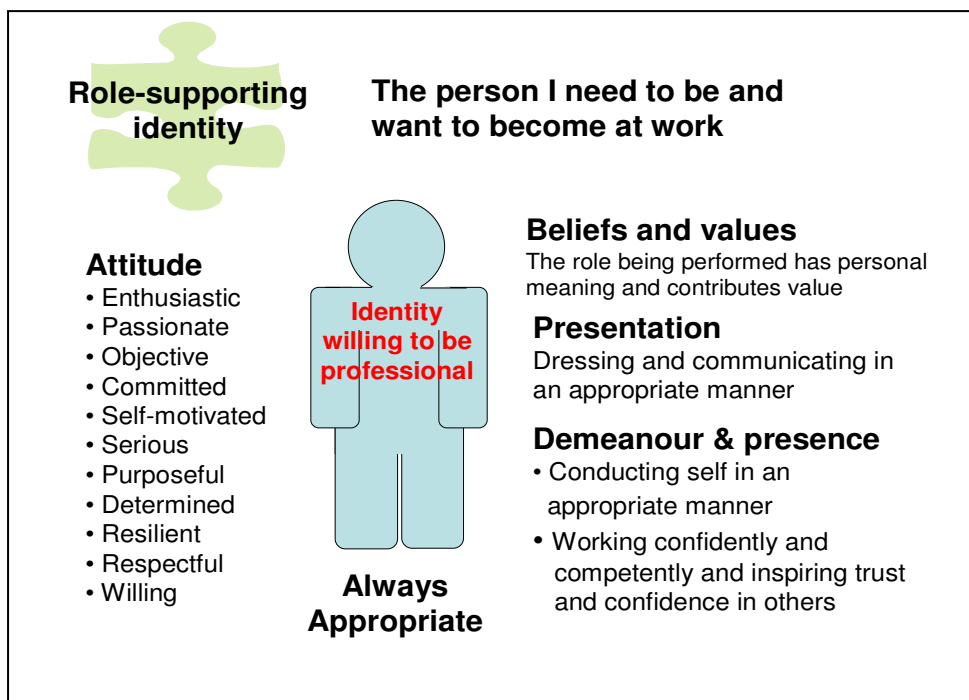 Role-supporting
identity
The person I need to be and
want to become at work
Attitude
• Enthusiastic
• Passionate
• Objective
• Committed
• Self-motivated
• Serious
• Purposeful
• Determined
• Resilient
• Respectful
• Willing
Identity
willing to be
professional
Always
Appropriate
Beliefs and values
The role being performed has personal
meaning and contributes value
Presentation
Dressing and communicating in
an appropriate manner
Demeanour & presence
• Conducting self in an
appropriate manner
• Working confidently and
competently and inspiring trust
and confidence in others